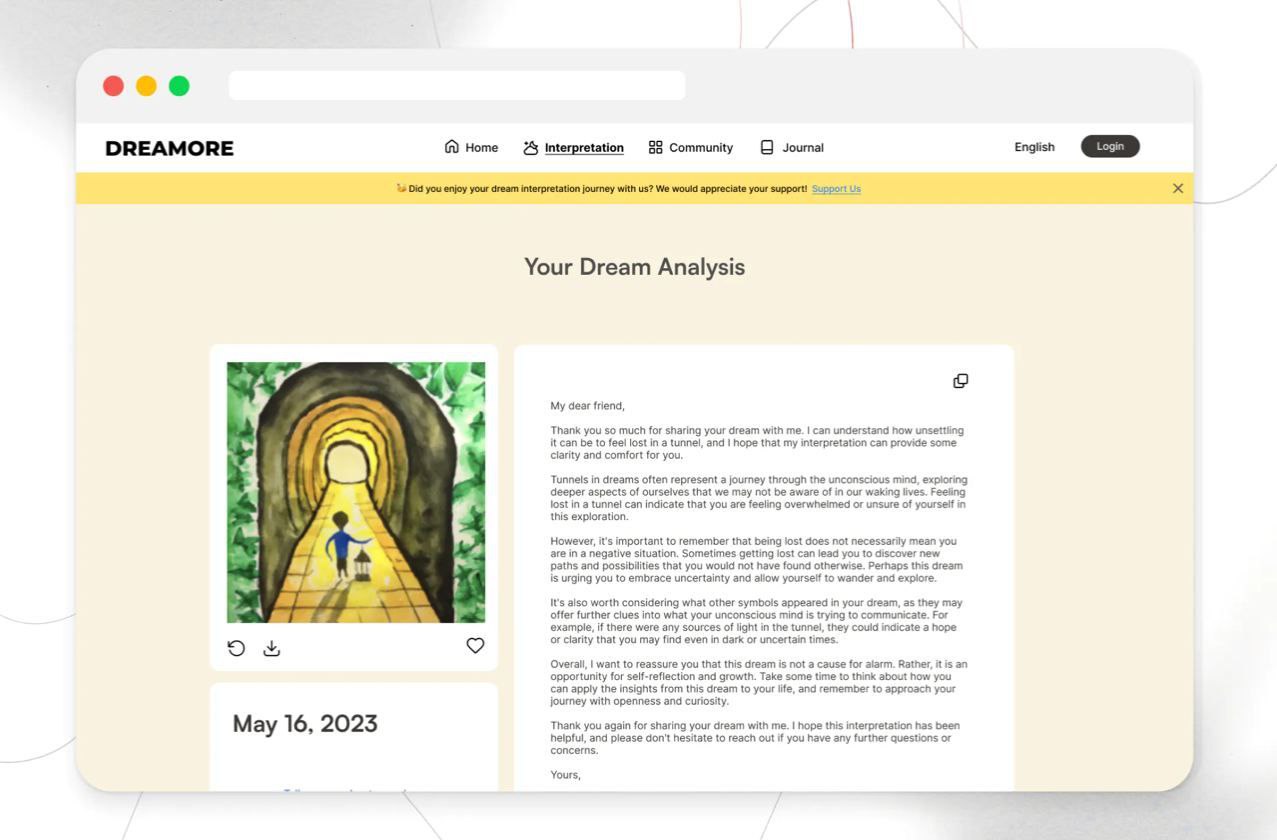 DREAMORE
Home
Interpretation
Community
Journal
English
Login
Did you enjoy your dream interpretation journey with us? We would appreciate your support! Support Us
Your Dream Analysis
My dear friend,
Thank you so much for sharing your dream with me. I can understand how unsettling
it can be to feel lost in a tunnel, and I hope that my interpretation can provide some
clarity and comfort for you.
Tunnels in dreams often represent a journey through the unconscious mind, exploring
deeper aspects of ourselves that we may not be aware of in our waking lives. Feeling
lost in a tunnel can indicate that you are feeling overwhelmed or unsure of yourself in
this exploration.
However, it's important to remember that being lost does not necessarily mean you
are in a negative situation. Sometimes getting lost can lead you to discover new
paths and possibilities that you would not have found otherwise. Perhaps this dream
is urging you to embrace uncertainty and allow yourself to wander and explore.
It's also worth considering what other symbols appeared in your dream, as they may
offer further clues into what your unconscious mind is trying to communicate. For
example, if there were any sources of light in the tunnel, they could indicate a hope
or clarity that you may find even in dark or uncertain times.
Overall, I want to reassure you that this dream is not a cause for alarm. Rather, it is an
opportunity for self-reflection and growth. Take some time to think about how you
can apply the insights from this dream to your life, and remember to approach your
journey with openness and curiosity.
Thank you again for sharing your dream with me. I hope this interpretation has been
helpful, and please don't hesitate to reach out if you have any further questions or
concerns.
Yours,
May 16, 2023